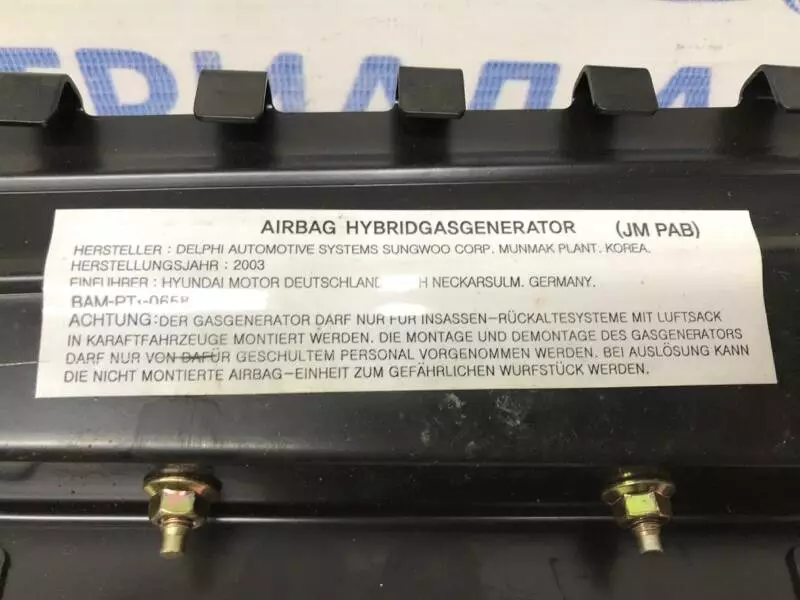 AIRBAG HYBRIDGASGENERATOR (JM PAB)
HERSTELLER : DELPHI AUTOMOTIVE SYSTEMS SUNGWOO CORP. MUNMAK PLANT. KOREA.
HERSTELLUNGSJAHR : 2003
EINFUHRER : HYUNDAI MOTOR DEUTSCHLAND NECKARSULM. GERMANY.
ACHTUNG: DER GASGENERATOR DARF NUR FUR INSASSEN-RÜCKALTESYSTEME MIT LUFTSACK
IN KARAFTFAHRZEUGE MONTIERT WERDEN. DIE MONTAGE UND DEMONTAGE DES GASGENERATORS
DARF NUR VON DAFÜR GESCHULTEM PERSONAL VORGENOMMEN WERDEN. BEI AUSLÖSUNG KANN
DIE NICHT MONTIERTE AIRBAG-EINHEIT ZUM GEFÄHRLICHEN WURFSTÜCK WERDEN.